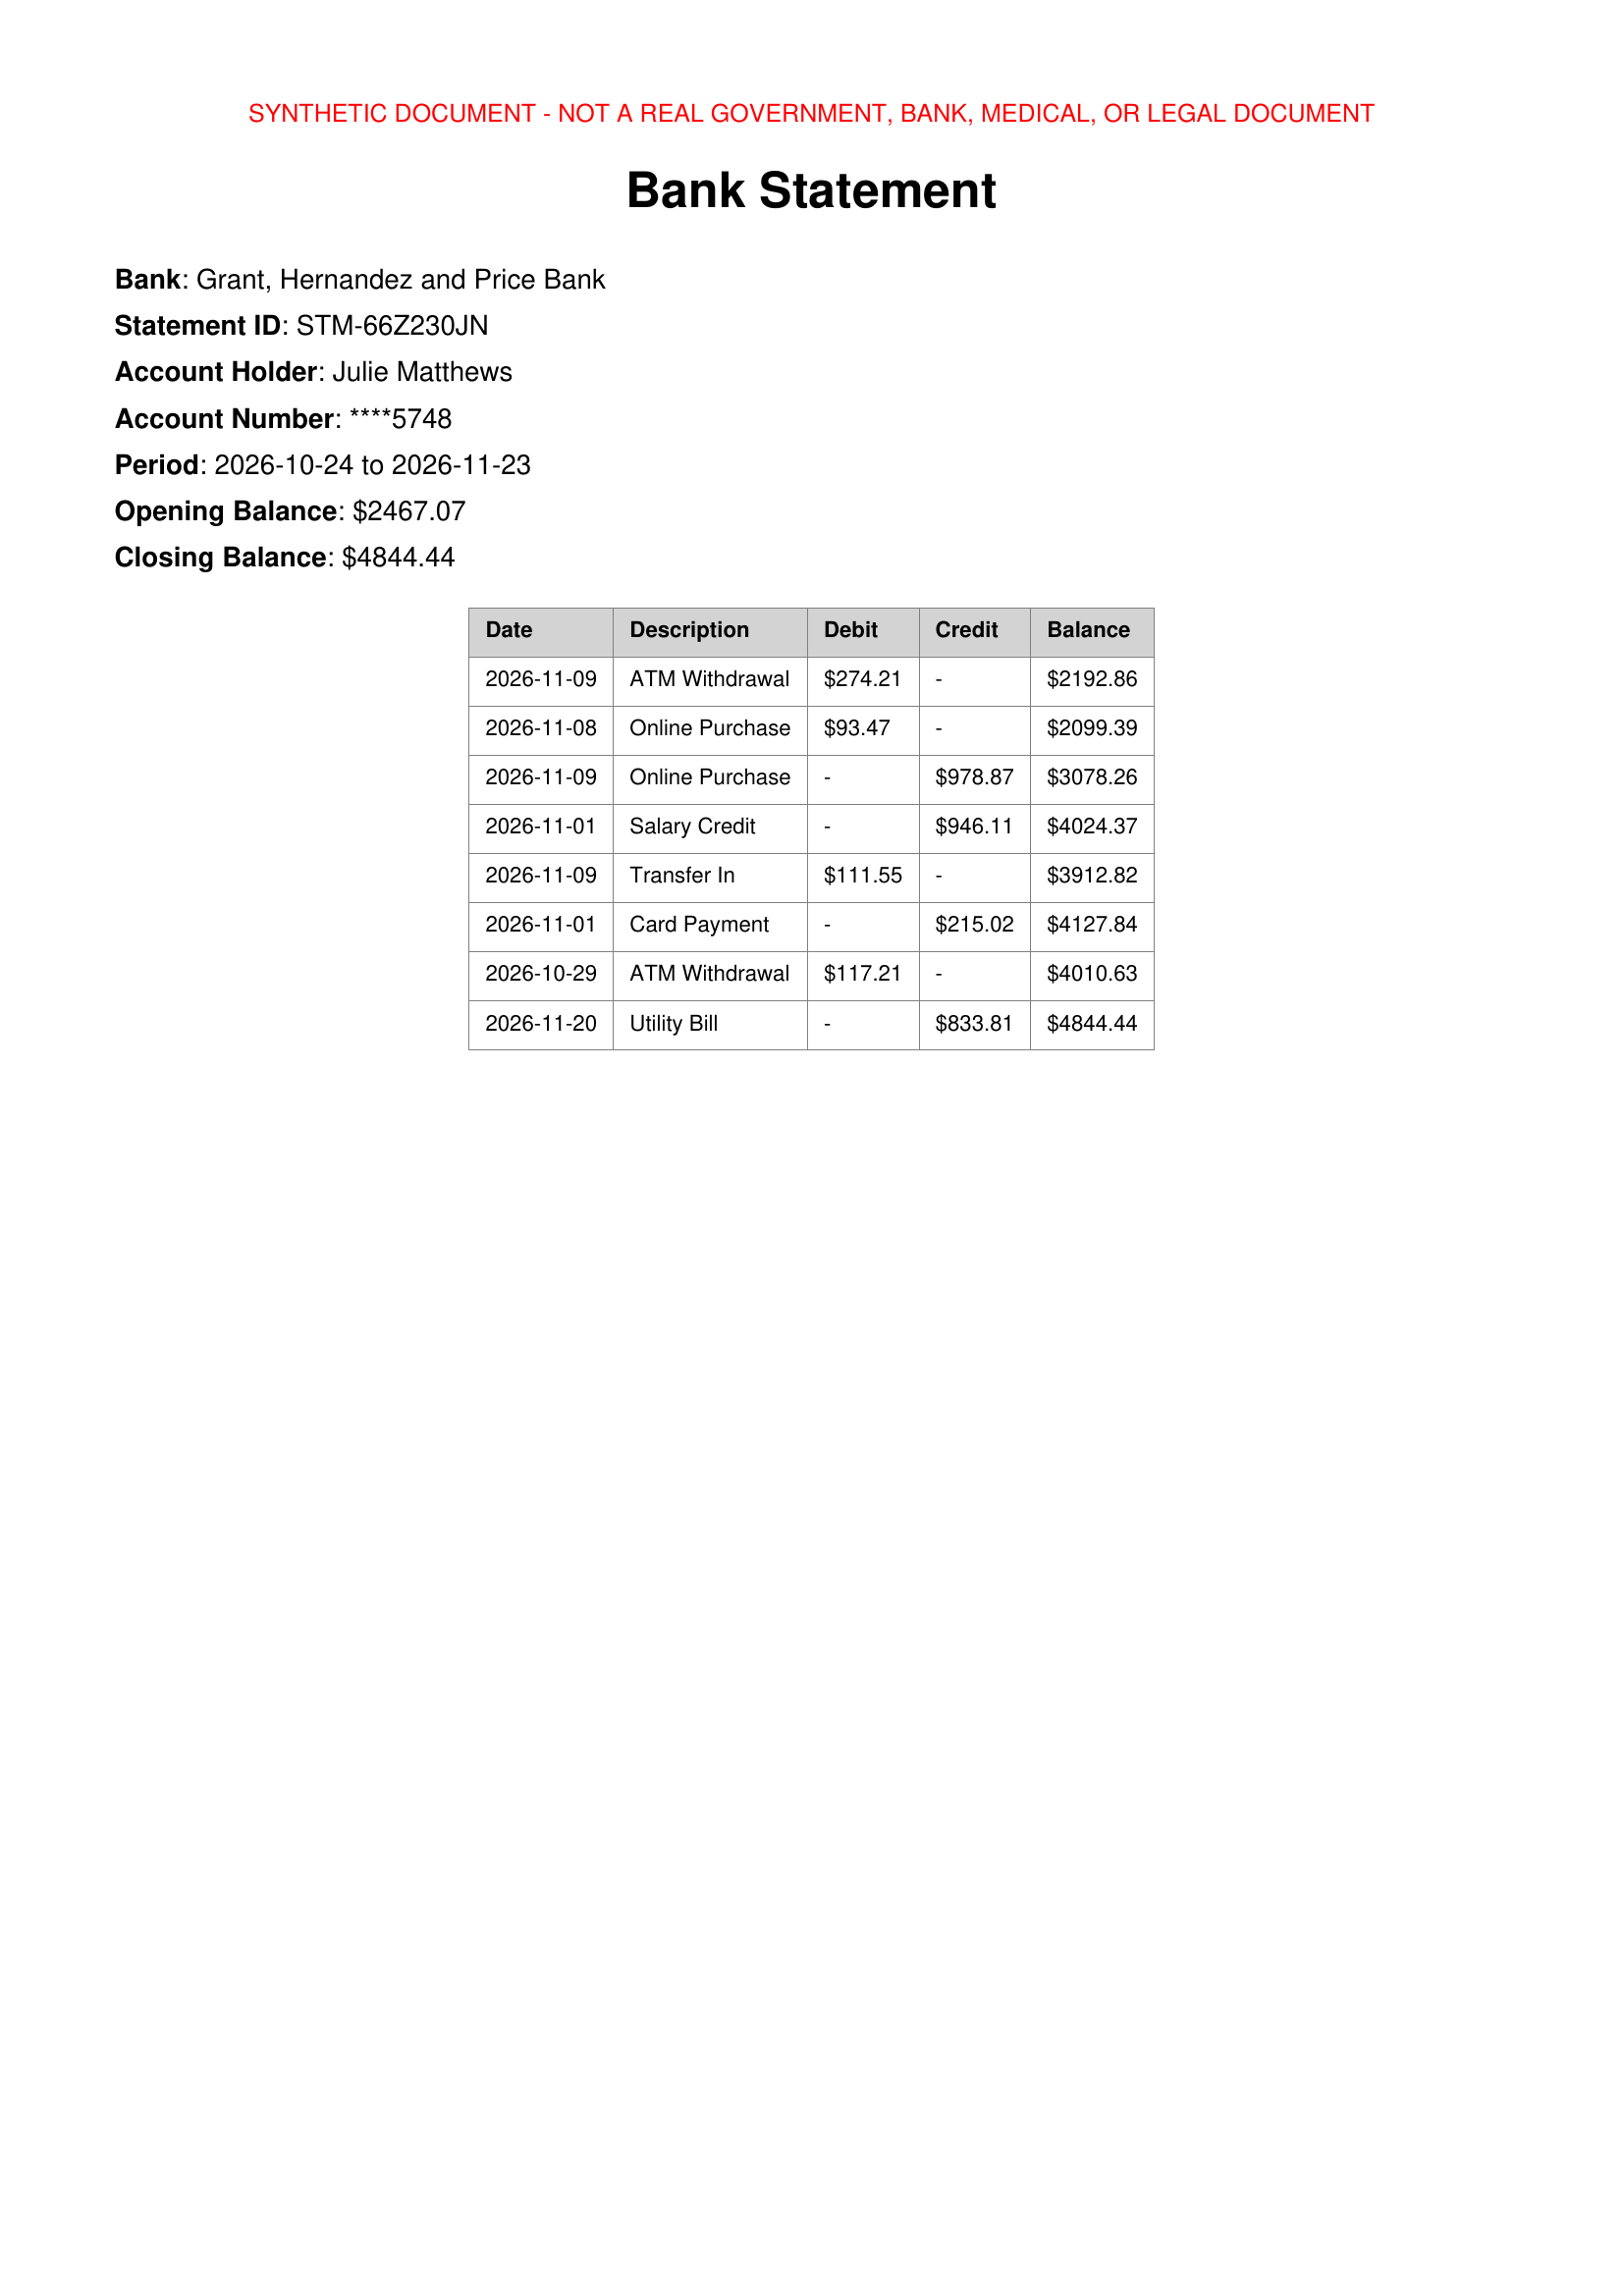 SYNTHETIC DOCUMENT - NOT A REAL GOVERNMENT, BANK, MEDICAL, OR LEGAL DOCUMENT
Bank Statement
Bank: Grant, Hernandez and Price Bank
Statement ID: STM-66Z230JN
Account Holder: Julie Matthews
Account Number: ****5748
Period: 2026-10-24 to 2026-11-23
Opening Balance: $2467.07
Closing Balance: $4844.44
Date Description Debit Credit Balance
2026-11-09 ATM Withdrawal $274.21 - $2192.86
2026-11-08 Online Purchase $93.47 - $2099.39
2026-11-09 Online Purchase - $978.87 $3078.26
2026-11-01 Salary Credit - $946.11 $4024.37
2026-11-09 Transfer In $111.55 - $3912.82
2026-11-01 Card Payment - $215.02 $4127.84
2026-10-29 ATM Withdrawal $117.21 - $4010.63
2026-11-20 Utility Bill - $833.81 $4844.44